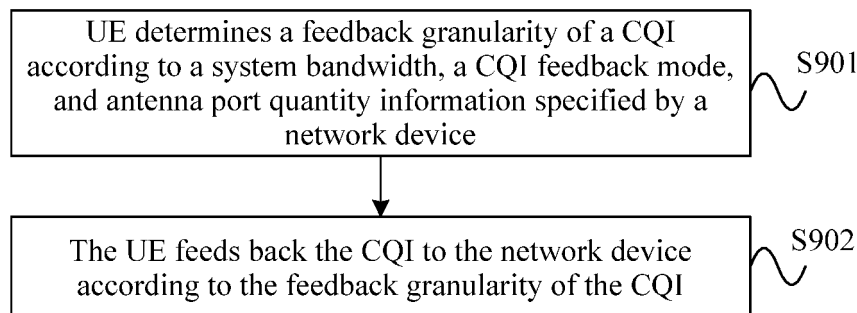 UE determines a feedback granularity of a CQI
according to a system bandwidth, a CQI feedback mode,
and antenna port quantity information specified by a
network device
S901
The UE feeds back the CQI to the network device
according to the feedback granularity of the CQI
S902